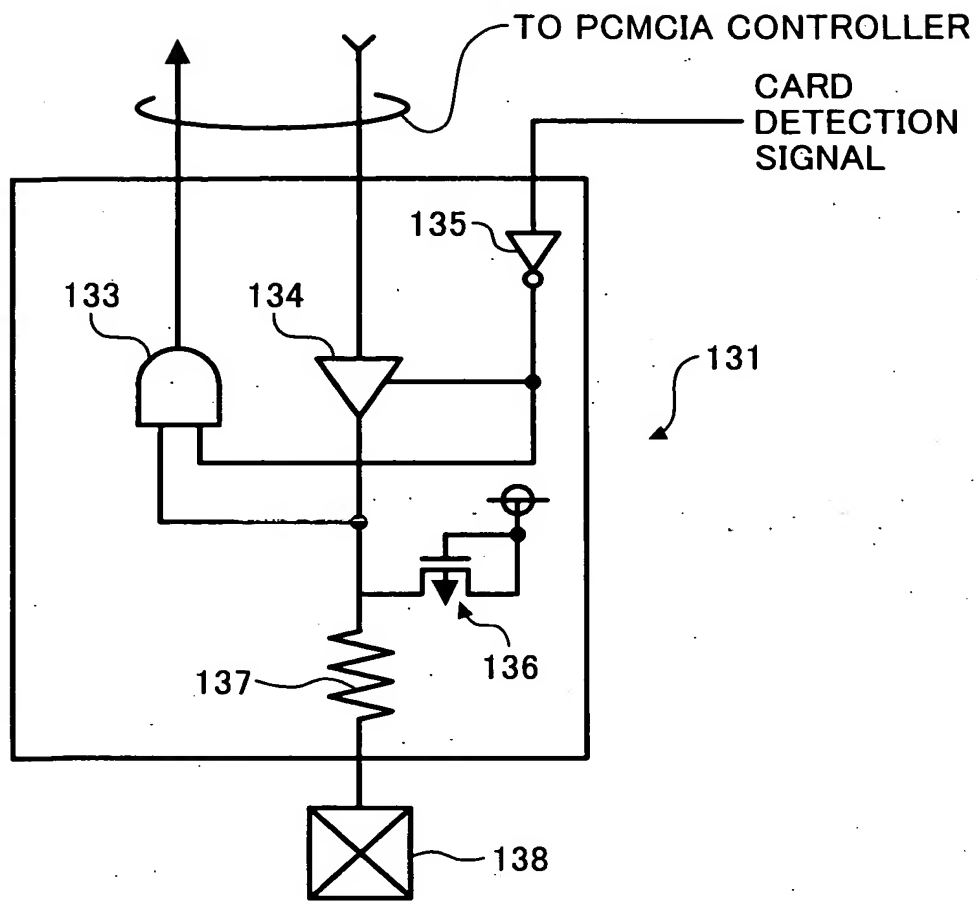 TO PCMCIA CONTROLLER
CARD
DETECTION
SIGNAL
135
133
134
131
136
137
138